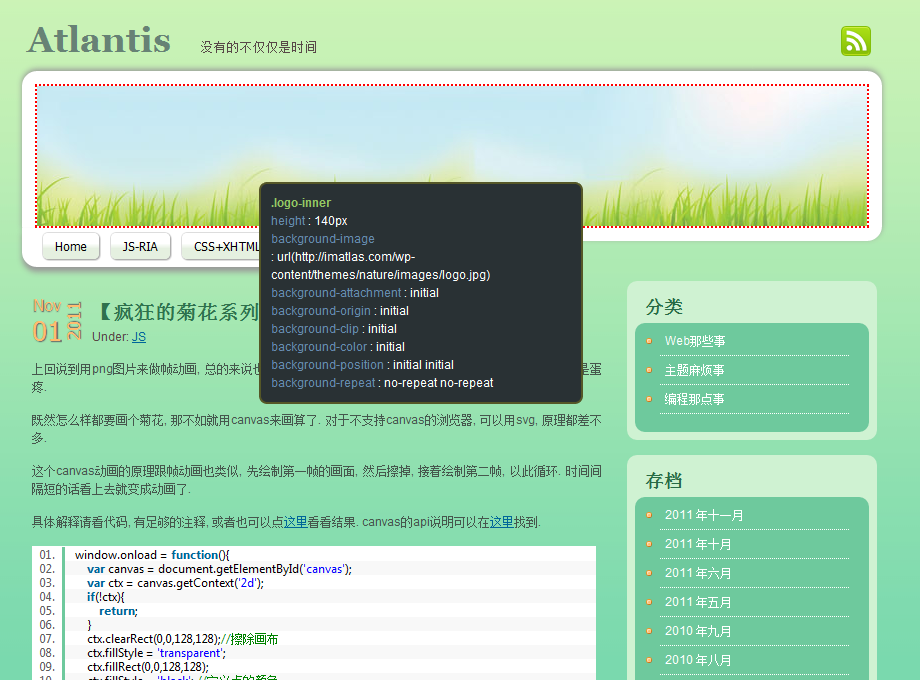 Atlantis
没有的不仅仅是时间
.logo-inner
height : 140px
background-image
: url(http://imatlas.com/wp-
content/themes/nature/images/logo.jpg)
background-attachment : initial
background-origin : initial
background-clip : initial
background-color : initial
background-position : initial initial
background-repeat : no-repeat no-repeat
Home
JS-RIA
CSS+XHTML
Nov
01
2011
【疯狂的菊花系列
Under: JS
上回说到用png图片来做帧动画, 总的来说也
是蛋
疼.
既然怎么样都要画个菊花, 那不如就用canvas来画算了. 对于不支持canvas的浏览器, 可以用svg, 原理都差不
多.
这个canvas动画的原理跟帧动画也类似, 先绘制第一帧的画面, 然后擦掉, 接着绘制第二帧, 以此循环. 时间间
隔短的话看上去就变成动画了.
具体解释请看代码, 有足够的注释, 或者也可以点这里看看结果. canvas的api说明可以在这里找到.
01. window.onload = function(){
02. var canvas = document.getElementById('canvas');
03. var ctx = canvas.getContext('2d');
04. if(!ctx){
05. return;
06. }
07. ctx.clearRect(0,0,128,128);//擦除画布
08. ctx.fillStyle = 'transparent';
09. ctx.fillRect(0,0,128,128);
10. ctx.fillStyle = 'black'; //定义点的颜色
分类
Web那些事
主题麻烦事
编程那点事
存档
2011 年十一月
2011 年十月
2011 年六月
2011 年五月
2010 年九月
2010 年八月